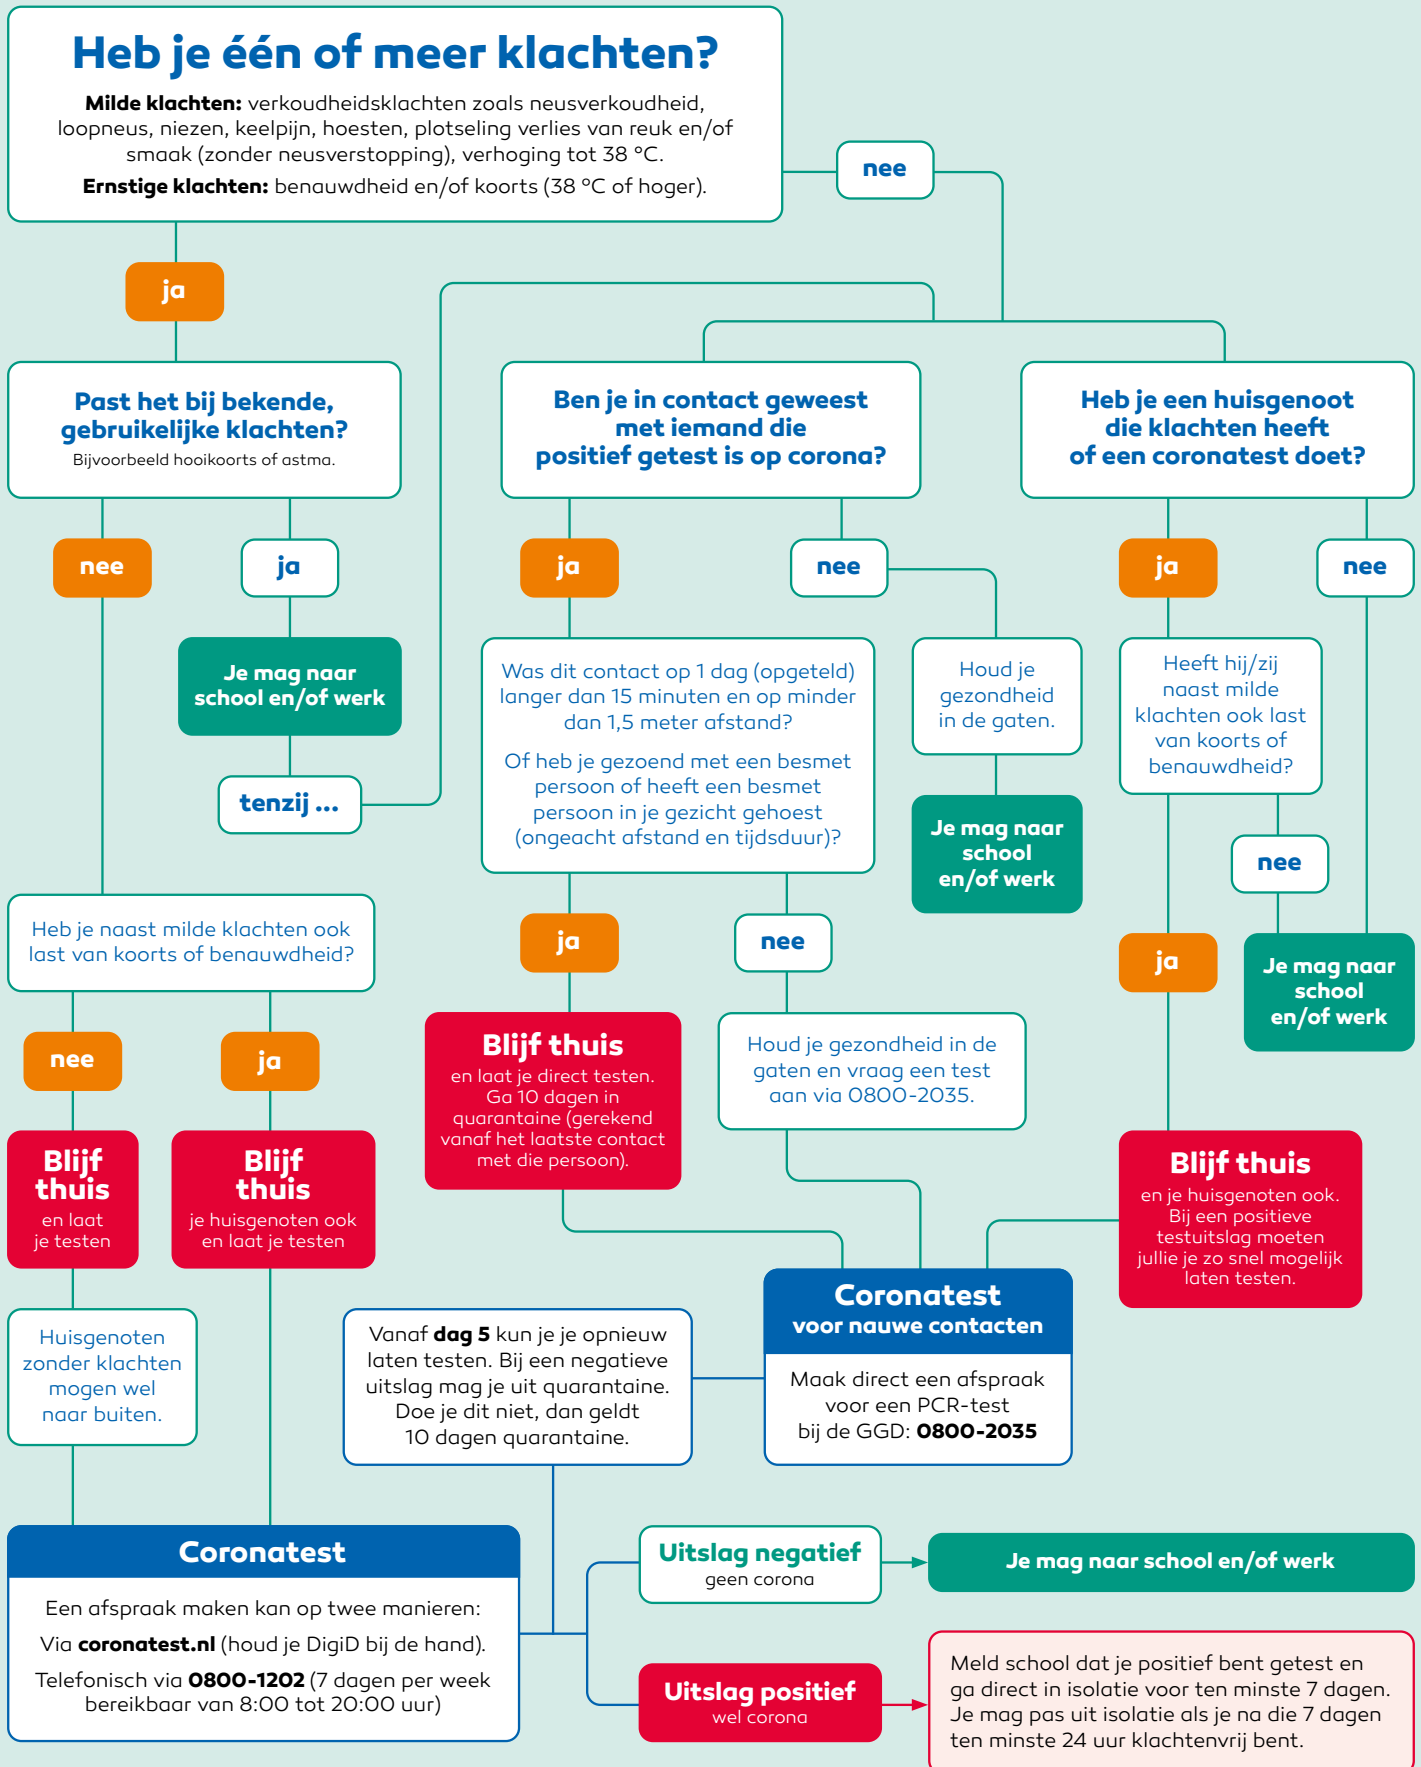 Heb je één of meer klachten?
Milde klachten: verkoudheidsklachten zoals neusverkoudheid,
loopneus, niezen, keelpijn, hoesten, plotseling verlies van reuk en/of
smaak (zonder neusverstopping), verhoging tot 38 °C.
Ernstige klachten: benauwdheid en/of koorts (38 °C of hoger).
nee
ja
Past het bij bekende,
gebruikelijke klachten?
Bijvoorbeeld hooikoorts of astma.
nee
ja
Je mag naar
school en/of werk
tenzij ...
Heb je naast milde klachten ook
last van koorts of benauwdheid?
nee
ja
Blijf
thuis
en laat
je testen
Blijf
thuis
je huisgenoten ook
en laat je testen
Huisgenoten
zonder klachten
mogen wel
naar buiten.
Ben je in contact geweest
met iemand die
positief getest is op corona?
ja
nee
Was dit contact op 1 dag (opgeteld)
langer dan 15 minuten en op minder
dan 1,5 meter afstand?
Of heb je gezoend met een besmet
persoon of heeft een besmet
persoon in je gezicht gehoest
(ongeacht afstand en tijdsduur)?
Houd je
gezondheid
in de gaten.
Je mag naar
school
en/of werk
ja
nee
Blijf thuis
en laat je direct testen.
Ga 10 dagen in
quarantaine (gerekend
vanaf het laatste contact
met die persoon).
Houd je gezondheid in de
gaten en vraag een test
aan via 0800-2035.
Heb je een huisgenoot
die klachten heeft
of een coronatest doet?
ja
nee
Heeft hij/zij
naast milde
klachten ook last
van koorts of
benauwdheid?
nee
ja
Je mag naar
school
en/of werk
Blijf thuis
en je huisgenoten ook.
Bij een positieve
testuitslag moeten
jullie je zo snel mogelijk
laten testen.
Coronatest
voor nauwe contacten
Maak direct een afspraak
voor een PCR-test
bij de GGD: 0800-2035
Vanaf dag 5 kun je je opnieuw
laten testen. Bij een negatieve
uitslag mag je uit quarantaine.
Doe je dit niet, dan geldt
10 dagen quarantaine.
Coronatest
Een afspraak maken kan op twee manieren:
Via coronatest.nl (houd je DigiD bij de hand).
Telefonisch via 0800-1202 (7 dagen per week
bereikbaar van 8:00 tot 20:00 uur)
Uitslag negatief
geen corona
Je mag naar school en/of werk
Uitslag positief
wel corona
Meld school dat je positief bent getest en
ga direct in isolatie voor ten minste 7 dagen.
Je mag pas uit isolatie als je na die 7 dagen
ten minste 24 uur klachtenvrij bent.